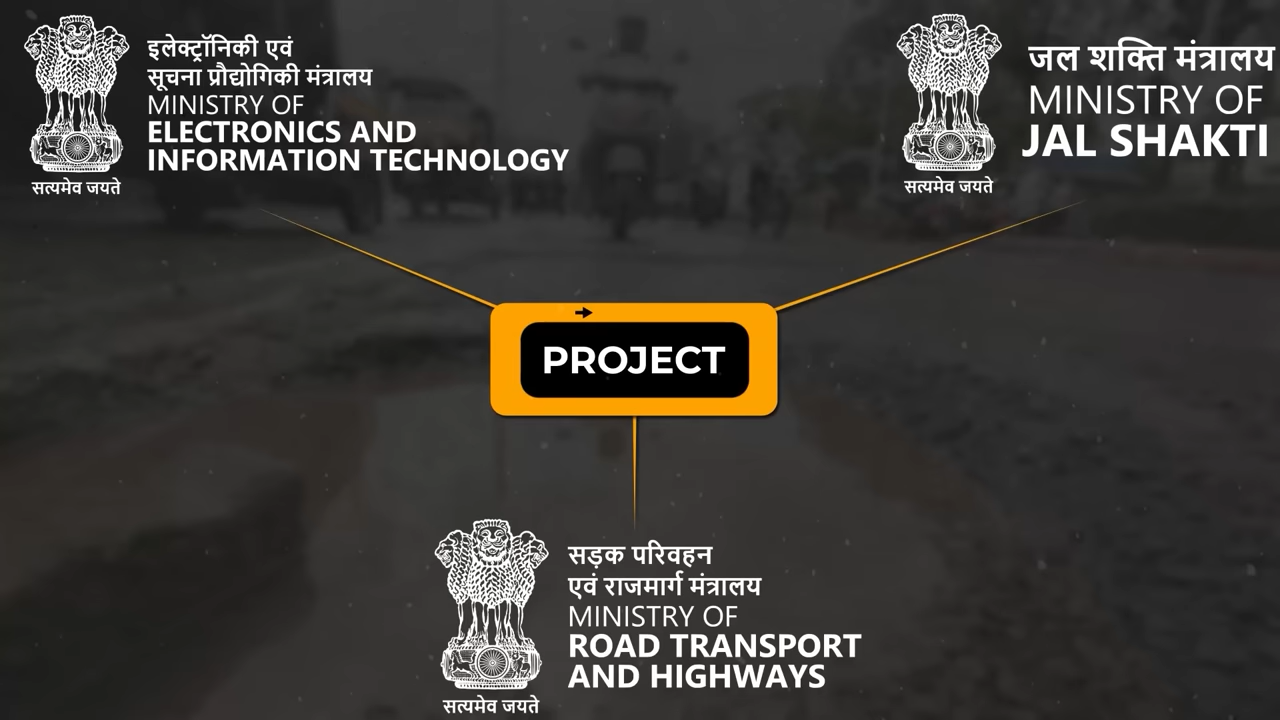 इलेक्ट्रॉनिकी एवं
सूचना प्रौद्योगिकी मंत्रालय
MINISTRY OF
ELECTRONICS AND
INFORMATION TECHNOLOGY
सत्यमेव जयते
जल शक्ति मंत्रालय
MINISTRY OF
JAL SHAKTI
सत्यमेव जयते
PROJECT
सड़क परिवहन
एवं राजमार्ग मंत्रालय
MINISTRY OF
ROAD TRANSPORT
AND HIGHWAYS
सत्यमेव जयते